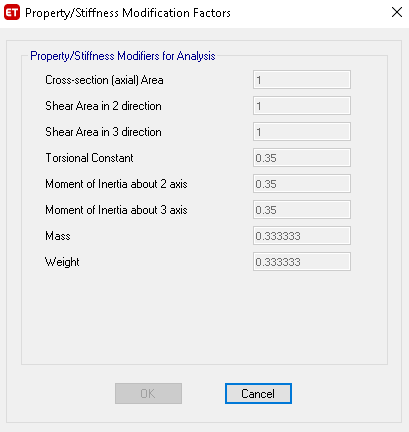 ET Property/Stiffness Modification Factors
Property/Stiffness Modifiers for Analysis
Cross-section (axial) Area 1
Shear Area in 2 direction 1
Shear Area in 3 direction 1
Torsional Constant 0.35
Moment of Inertia about 2 axis 0.35
Moment of Inertia about 3 axis 0.35
Mass 0.333333
Weight 0.333333
OK Cancel